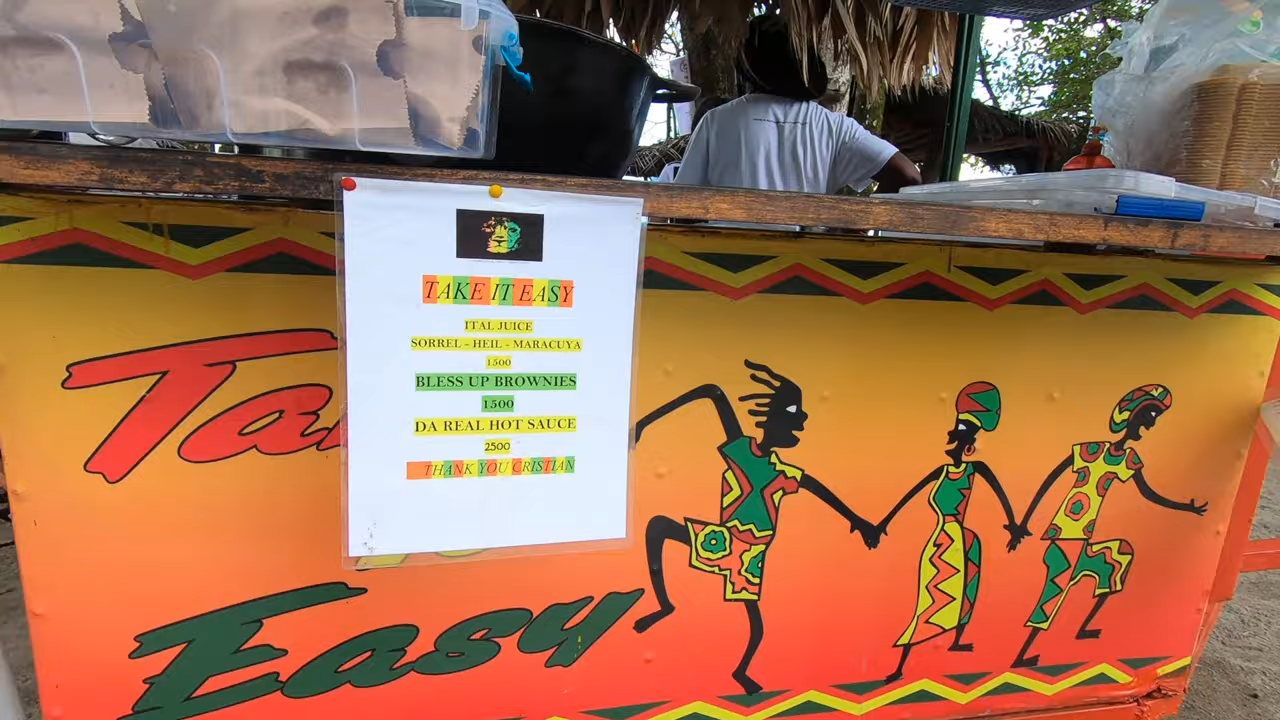 TAKE IT EASY
ITAL JUICE
SORREL - HEIL - MARACUYA
1500
BLESS UP BROWNIES
1500
DA REAL HOT SAUCE
2500
THANK YOU CRISTIAN
Ta
Easy